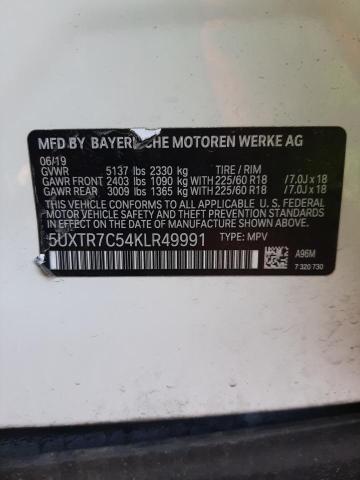 MFD BY BAYERISCHE MOTOREN WERKE AG
06/19
GVWR 5137 lbs 2330 kg TIRE / RIM
GAWR FRONT 2403 lbs 1090 kg WITH 225/60 R18 /7.0J x 18
GAWR REAR 3009 lbs 1365 kg WITH 225/60 R18 /7.0J x 18
THIS VEHICLE CONFORMS TO ALL APPLICABLE U. S. FEDERAL
MOTOR VEHICLE SAFETY, BUMPER AND THEFT PREVENTION
STANDARDS IN EFFECT ON THE
DATE OF MANUFACTURE SHOWN ABOVE.
5UXTR7C54KLR49991 TYPE: MPV
A96M
7 320 730